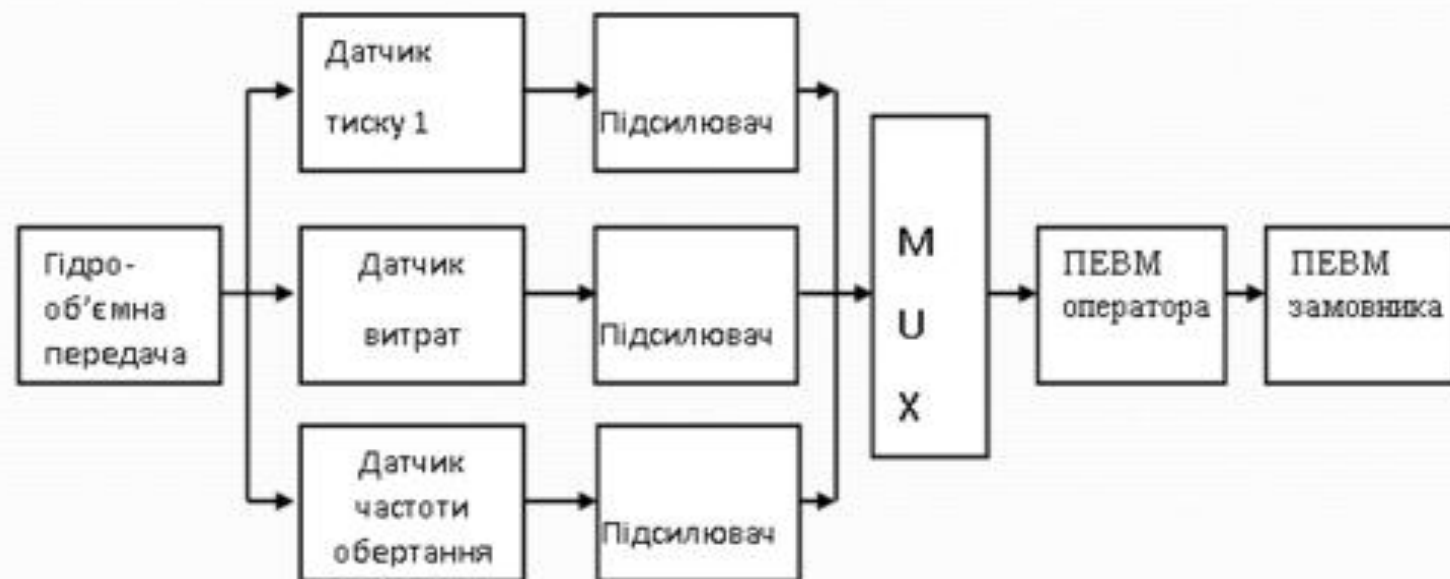 Датчик
тиску 1
Підсилювач
Гідро-
об'ємна
передача
Датчик
витрат
Підсилювач
Датчик
частоти
обертання
Підсилювач
M
U
X
ПЕВМ
оператора
ПЕВМ
замовника